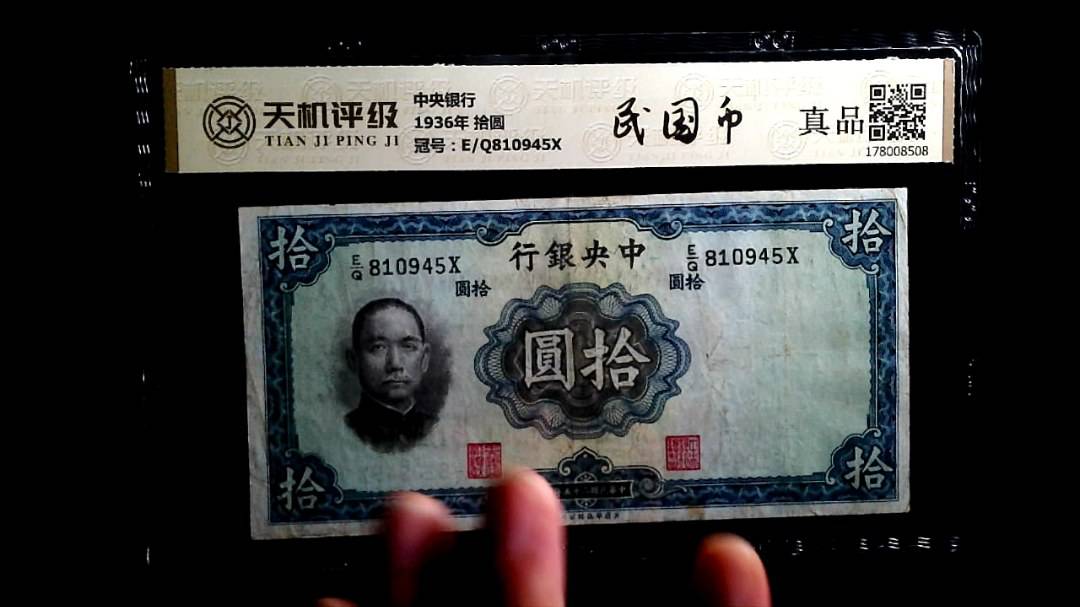 天机评级
TIAN JI PING JI
中央银行
1936年 拾圆
冠号：E/Q810945X
民国币
真品
178008508
拾
拾
行銀央中
E/Q 810945X
E/Q 810945X
圓拾
圓拾
圓拾
拾
拾